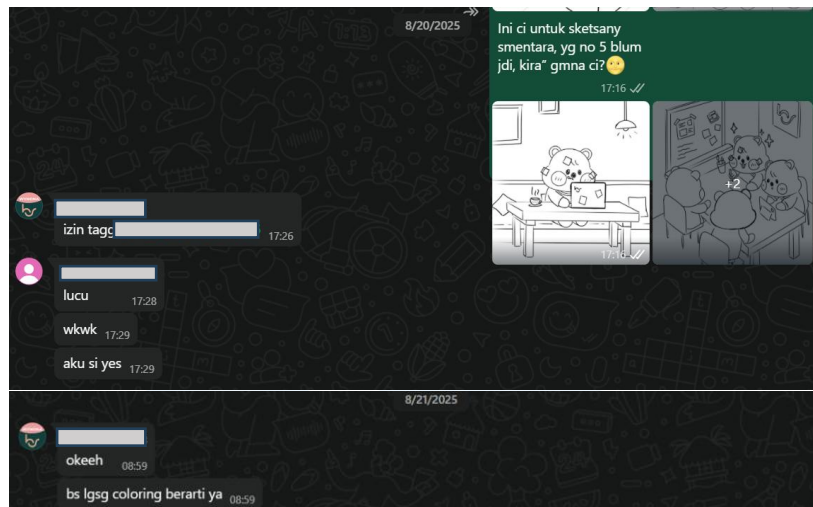 8/20/2025
Ini ci untuk sketsany
smentara, yg no 5 blum
jdi, kira" gmna ci?🤭
17:16
+2
17:16
izin tagg
17:26
lucu
17:28
wkwk
17:29
aku si yes
17:29
8/21/2025
okeeh
08:59
bs lgsg coloring berarti ya
08:59